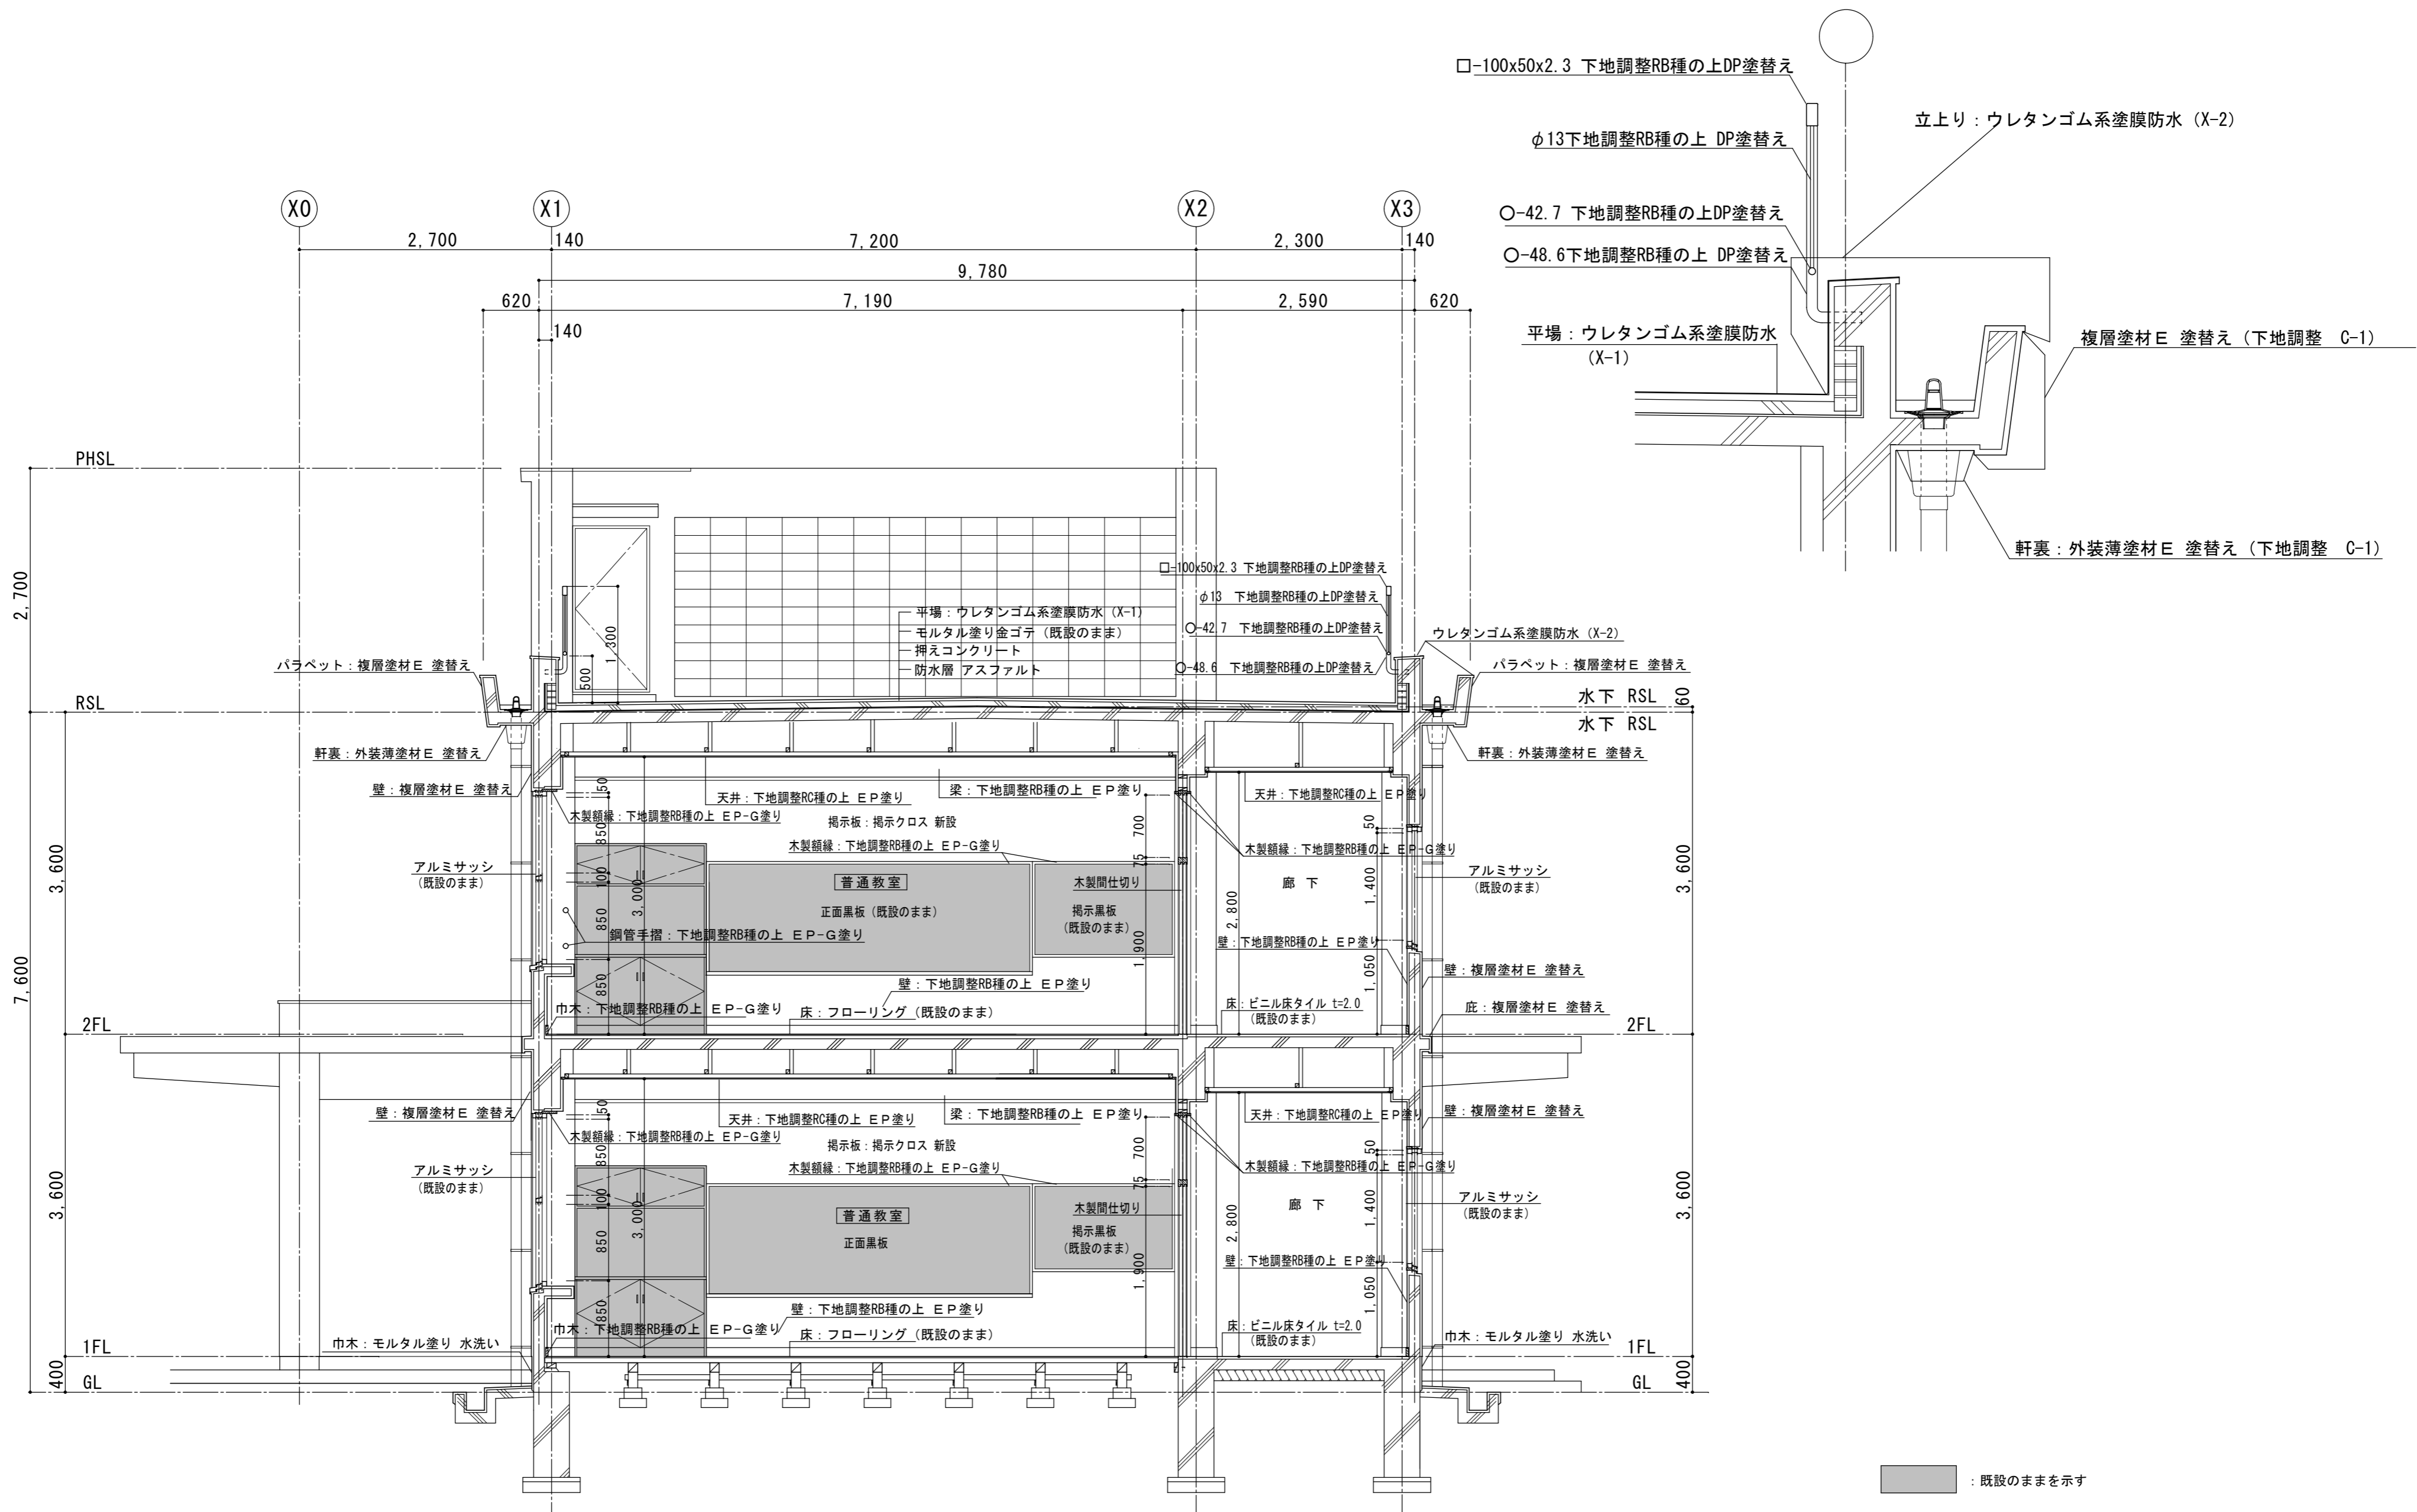 □-100x50x2.3 下地調整RB種の上DP塗替え
立上り：ウレタンゴム系塗膜防水（X-2）
φ13下地調整RB種の上 DP塗替え
○-42.7 下地調整RB種の上DP塗替え
○-48.6下地調整RB種の上 DP塗替え
平場：ウレタンゴム系塗膜防水
（X-1）
複層塗材E 塗替え（下地調整 C-1）
軒裏：外装薄塗材E 塗替え（下地調整 C-1）
X0
X1
X2
X3
2,700
140
7,200
2,300
140
9,780
620
7,190
2,590
620
140
PHSL
2,700
□-100x50x2.3 下地調整RB種の上DP塗替え
φ13 下地調整RB種の上DP塗替え
○-42.7 下地調整RB種の上DP塗替え
○-48.6 下地調整RB種の上DP塗替え
平場：ウレタンゴム系塗膜防水（X-1）
モルタル塗り金ゴテ（既設のまま）
押えコンクリート
防水層 アスファルト
1,300
500
ウレタンゴム系塗膜防水（X-2）
パラペット：複層塗材E 塗替え
パラペット：複層塗材E 塗替え
RSL
水下 RSL
60
水下 RSL
軒裏：外装薄塗材E 塗替え
軒裏：外装薄塗材E 塗替え
壁：複層塗材E 塗替え
50
天井：下地調整RC種の上 EP塗り
梁：下地調整RB種の上 EP塗り
天井：下地調整RC種の上 EP塗り
木製額縁：下地調整RB種の上 EP-G塗り
掲示板：掲示クロス 新設
850
700
50
木製額縁：下地調整RB種の上 EP-G塗り
木製額縁：下地調整RB種の上 EP-G塗り
75
アルミサッシ
（既設のまま）
アルミサッシ
（既設のまま）
100
3,000
普通教室
木製間仕切り
廊 下
1,400
2,800
3,600
3,600
正面黒板（既設のまま）
掲示黒板
（既設のまま）
850
鋼管手摺：下地調整RB種の上 EP-G塗り
1,900
壁：下地調整RB種の上 EP塗り
壁：複層塗材E 塗替え
850
1,050
壁：下地調整RB種の上 EP塗り
巾木：下地調整RB種の上 EP-G塗り
床：フローリング（既設のまま）
床：ビニル床タイル t=2.0
（既設のまま）
庇：複層塗材E 塗替え
7,600
2FL
2FL
壁：複層塗材E 塗替え
50
天井：下地調整RC種の上 EP塗り
梁：下地調整RB種の上 EP塗り
天井：下地調整RC種の上 EP塗り
壁：複層塗材E 塗替え
木製額縁：下地調整RB種の上 EP-G塗り
掲示板：掲示クロス 新設
850
700
50
木製額縁：下地調整RB種の上 EP-G塗り
木製額縁：下地調整RB種の上 EP-G塗り
75
アルミサッシ
（既設のまま）
アルミサッシ
（既設のまま）
100
3,000
普通教室
木製間仕切り
廊 下
1,400
2,800
3,600
3,600
正面黒板
掲示黒板
（既設のまま）
850
1,900
壁：下地調整RB種の上 EP塗り
850
1,050
壁：下地調整RB種の上 EP塗り
巾木：下地調整RB種の上 EP-G塗り
床：フローリング（既設のまま）
床：ビニル床タイル t=2.0
（既設のまま）
巾木：モルタル塗り 水洗い
巾木：モルタル塗り 水洗い
1FL
1FL
400
400
GL
GL
：既設のままを示す